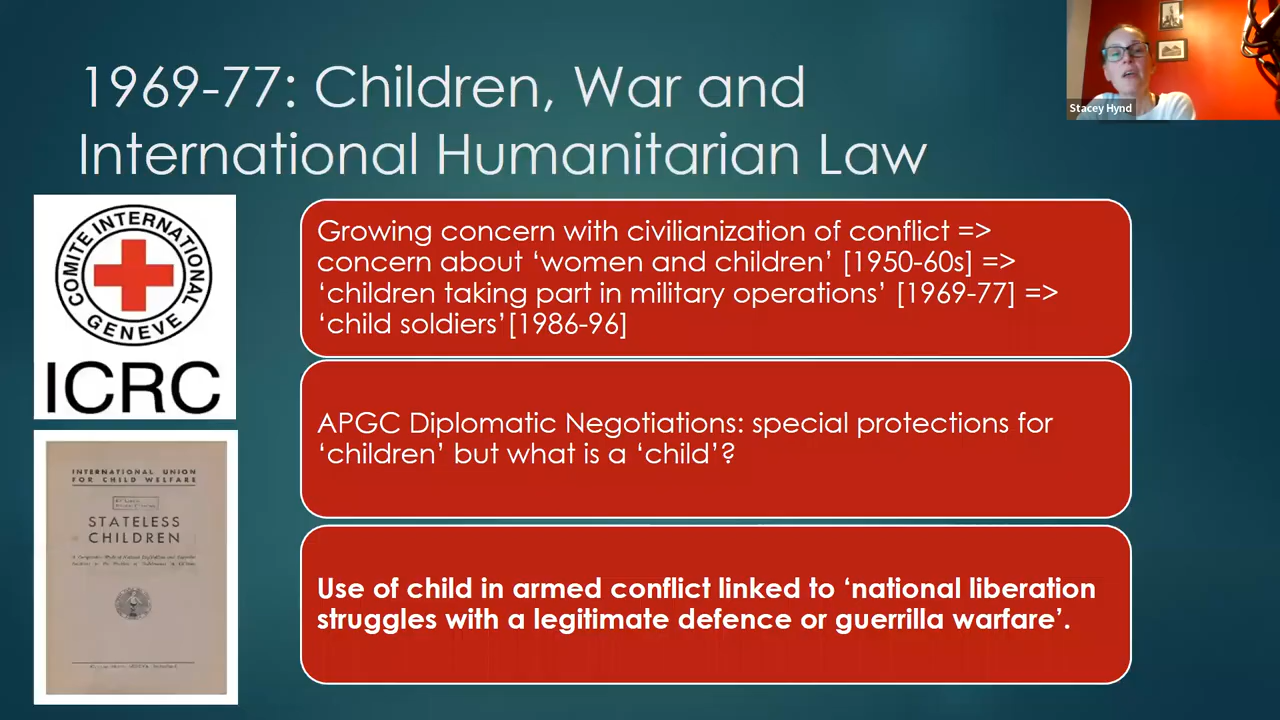 1969-77: Children, War and
International Humanitarian Law
Stacey Hynd
COMITE INTERNATIONAL
GENEVE
ICRC
Growing concern with civilianization of conflict =>
concern about ‘women and children’ [1950-60s] =>
‘children taking part in military operations’ [1969-77] =>
‘child soldiers’[1986-96]
APGC Diplomatic Negotiations: special protections for
‘children’ but what is a ‘child’?
Use of child in armed conflict linked to ‘national liberation
struggles with a legitimate defence or guerrilla warfare’.
INTERNATIONAL UNION
FOR CHILD WELFARE
STATELESS
CHILDREN